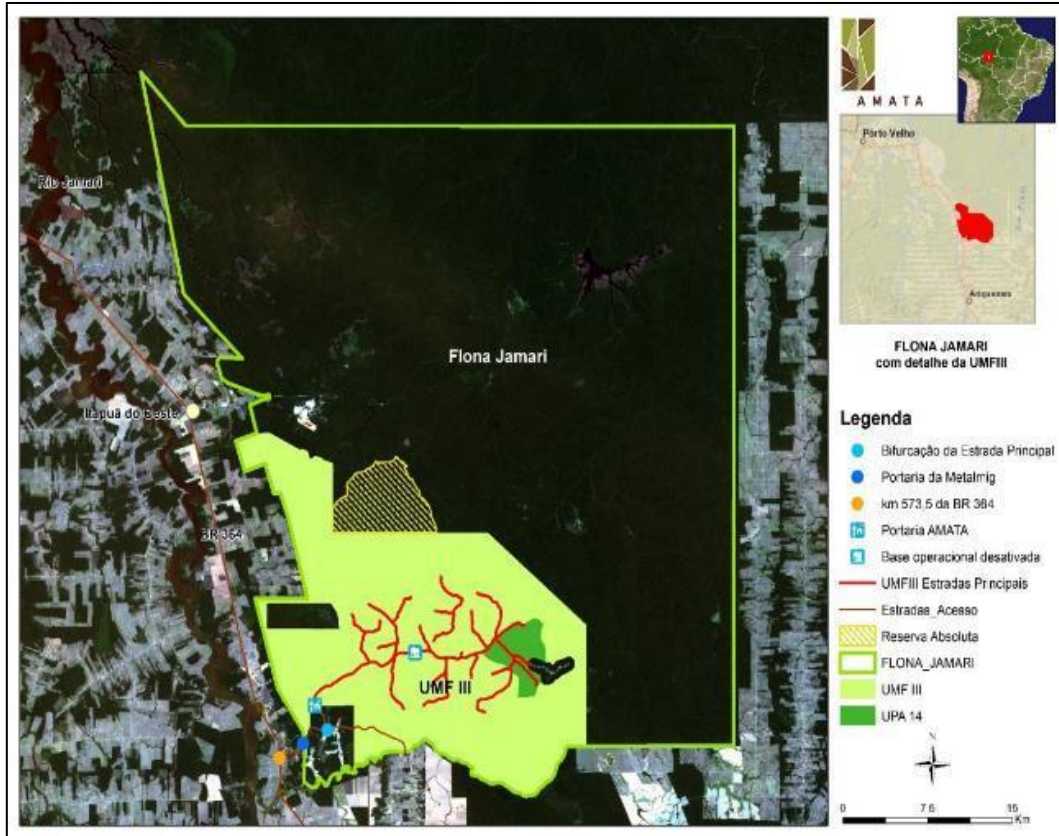 AMATA
Porto Velho
Ariquemes
FLONA JAMARI
com detalhe da UMFIII
Rio Jamari
Flona Jamari
Itapuã do Oeste
BR 364
UMF III
Legenda
Bifurcação da Estrada Principal
Portaria da Metalmig
km 573,5 da BR 364
Portaria AMATA
Base operacional desativada
UMFIII Estradas Principais
Estradas_Acesso
Reserva Absoluta
FLONA_JAMARI
UMF III
UPA 14
N
0 7 5 15
Km